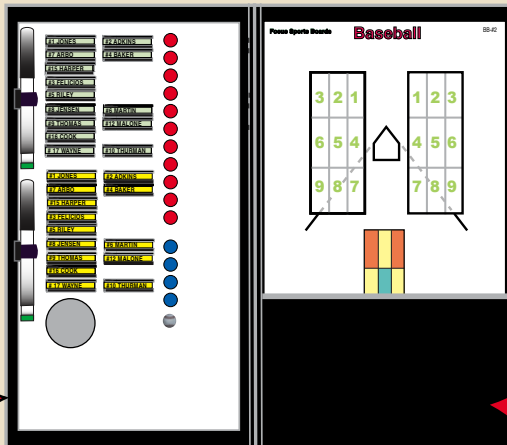 #1 JONES #2 ADKINS
#7 ARBO #4 BAKER
#15 HARPER
#3 FELICIOS
#5 RILEY
#8 JENSEN #6 MARTIN
#9 THOMAS #12 MALONE
#16 COOK
# 17 WAYNE #10 THURMAN
#1 JONES #2 ADKINS
#7 ARBO #4 BAKER
#15 HARPER
#3 FELICIOS
#5 RILEY
#8 JENSEN #6 MARTIN
#9 THOMAS #12 MALONE
#16 COOK
# 17 WAYNE #10 THURMAN
Focus Sports Boards Baseball BB-#2
3 2 1 1 2 3
6 5 4 4 5 6
9 8 7 7 8 9